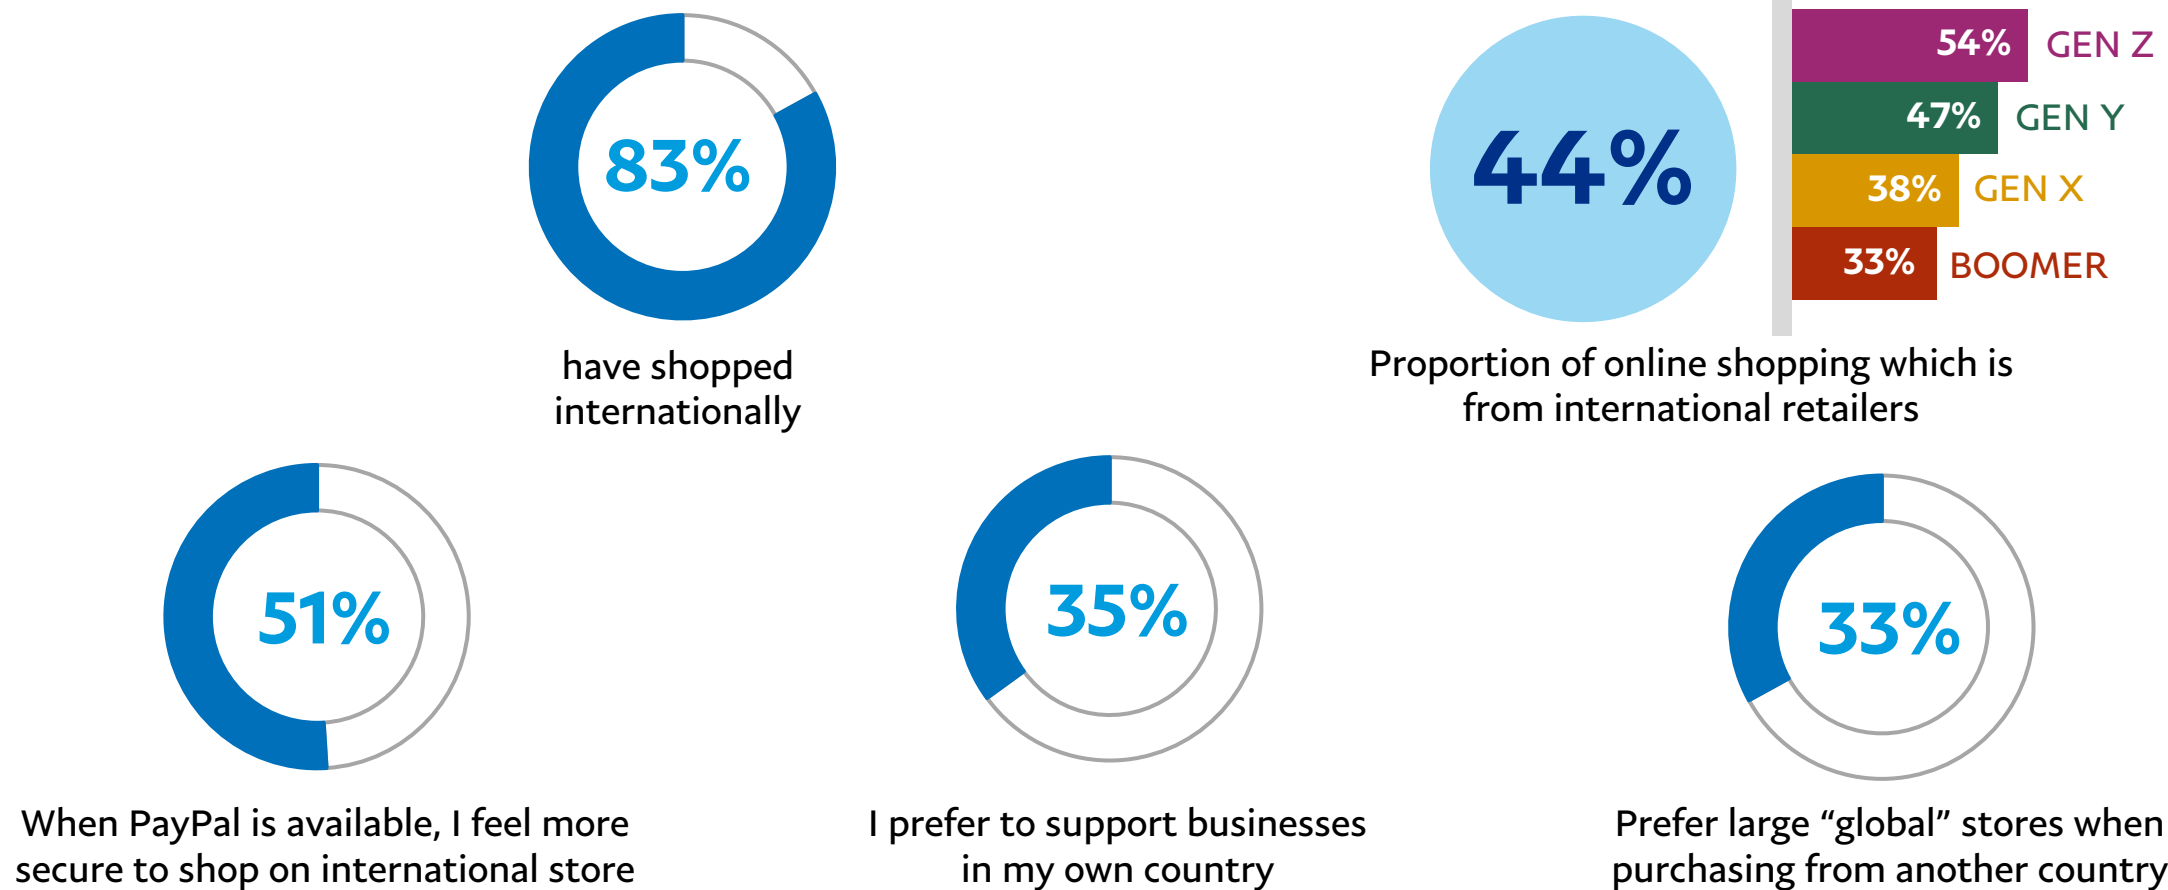 83%
have shopped
internationally
44%
54% GEN Z
47% GEN Y
38% GEN X
33% BOOMER
Proportion of online shopping which is
from international retailers
51%
When PayPal is available, I feel more
secure to shop on international store
35%
I prefer to support businesses
in my own country
33%
Prefer large “global” stores when
purchasing from another country